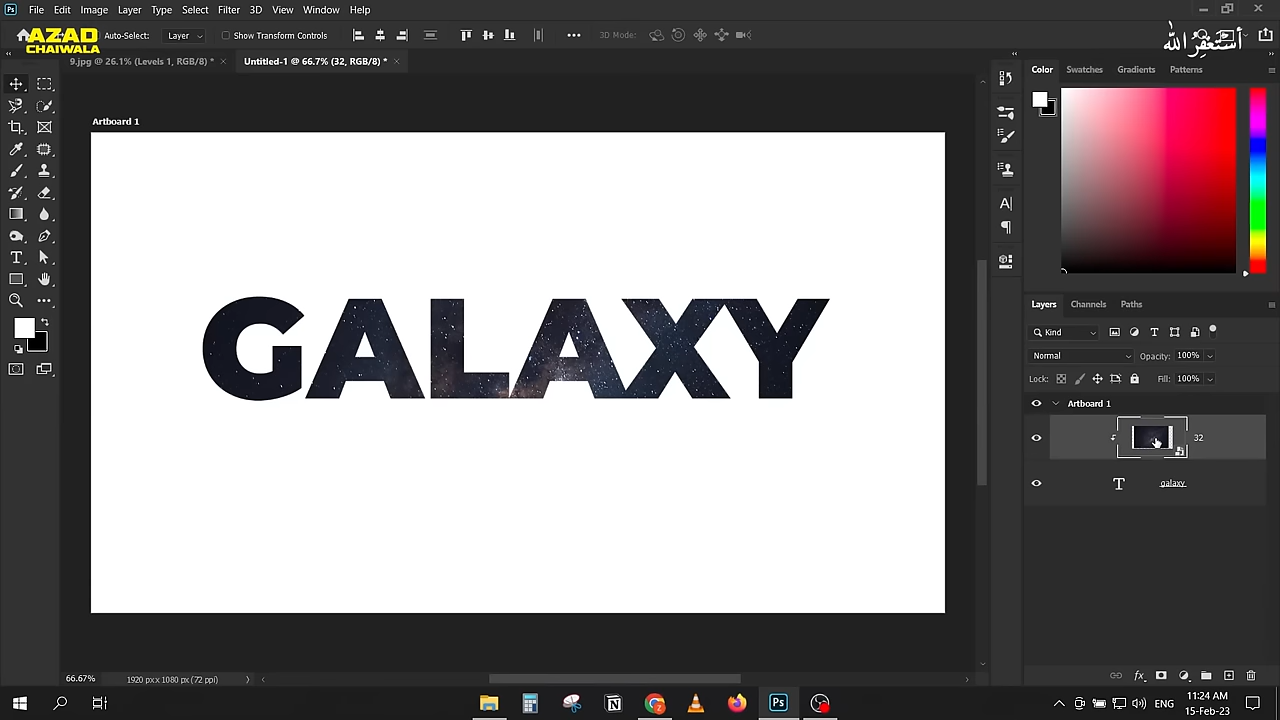 Ps File Edit Image Layer Type Select Filter 3D View Window Help
AZAD
CHAIWALA
Auto-Select: Layer Show Transform Controls 3D Mode:
أستغفر الله
9.jpg @ 26.1% (Levels 1, RGB/8) * × Untitled-1 @ 66.7% (32, RGB/8) * ×
Color Swatches Gradients Patterns
Artboard 1
GALAXY
Layers Channels Paths
Kind
Normal Opacity: 100%
Lock: Fill: 100%
Artboard 1
32
T galaxy
66.67% 1920 px x 1080 px (72 ppi)
ENG
11:24 AM
15-Feb-23